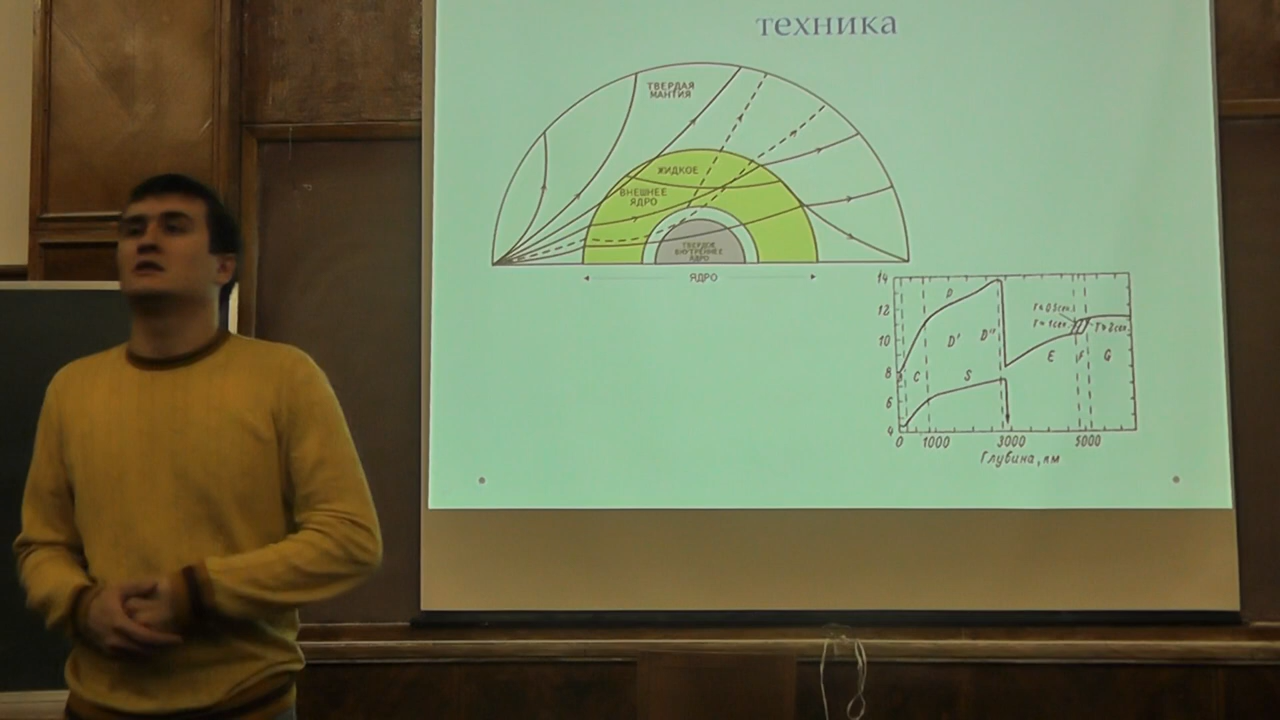 техника
ТВЕРДАЯ
МАНТИЯ
ЖИДКОЕ
ВНЕШНЕЕ
ЯДРО
ТВЕРДОЕ
ВНУТРЕННЕЕ
ЯДРО
ЯДРО
14
12
10
8
6
4
D
D'
D"
C
S
E
F
G
0
1000
3000
5000
Глубина, км